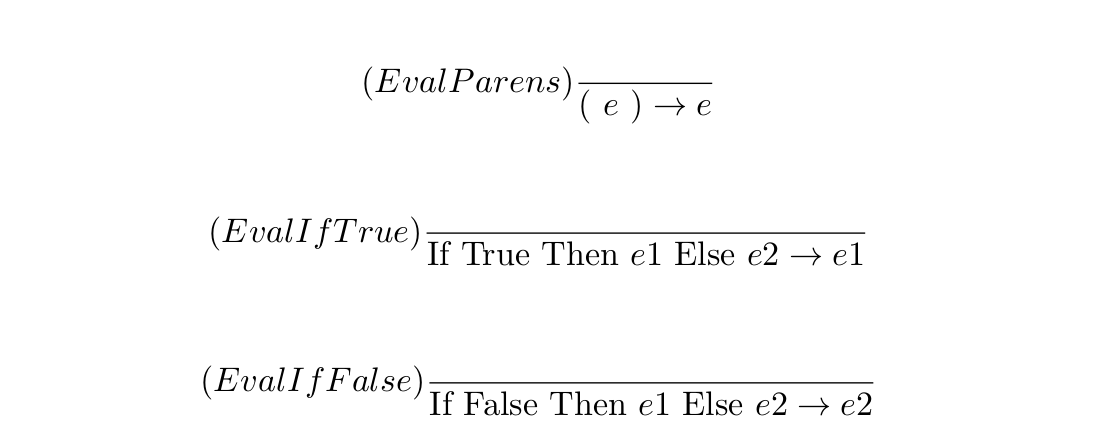 (EvalParens)
( e ) → e
(EvalIfTrue)
If True Then e1 Else e2 → e1
(EvalIfFalse)
If False Then e1 Else e2 → e2